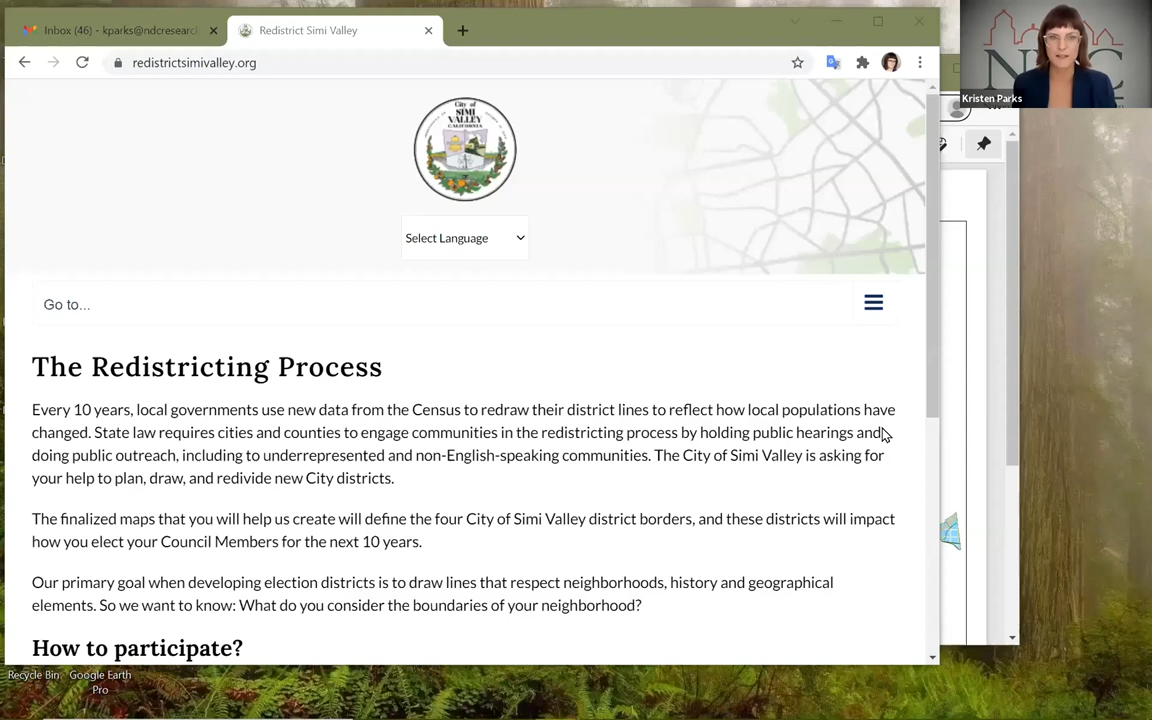 Inbox (46) - kparks@ndcresearc
Redistrict Simi Valley
redistrictsimivalley.org
Kristen Parks
City of
SIMI
VALLEY
CALIFORNIA
Select Language
Go to...
The Redistricting Process
Every 10 years, local governments use new data from the Census to redraw their district lines to reflect how local populations have
changed. State law requires cities and counties to engage communities in the redistricting process by holding public hearings and
doing public outreach, including to underrepresented and non-English-speaking communities. The City of Simi Valley is asking for
your help to plan, draw, and redivide new City districts.
The finalized maps that you will help us create will define the four City of Simi Valley district borders, and these districts will impact
how you elect your Council Members for the next 10 years.
Our primary goal when developing election districts is to draw lines that respect neighborhoods, history and geographical
elements. So we want to know: What do you consider the boundaries of your neighborhood?
How to participate?
Recycle Bin
Google Earth
Pro